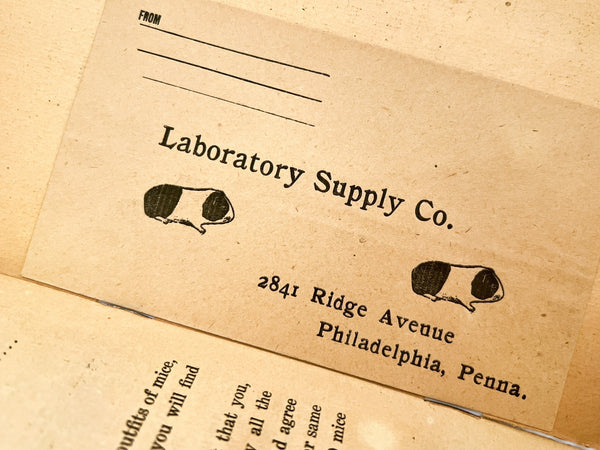 FROM
Laboratory Supply Co.
2841 Ridge Avenue
Philadelphia, Penna.
outfits of mice,
you will find
that you,
all the
agree
same
mice